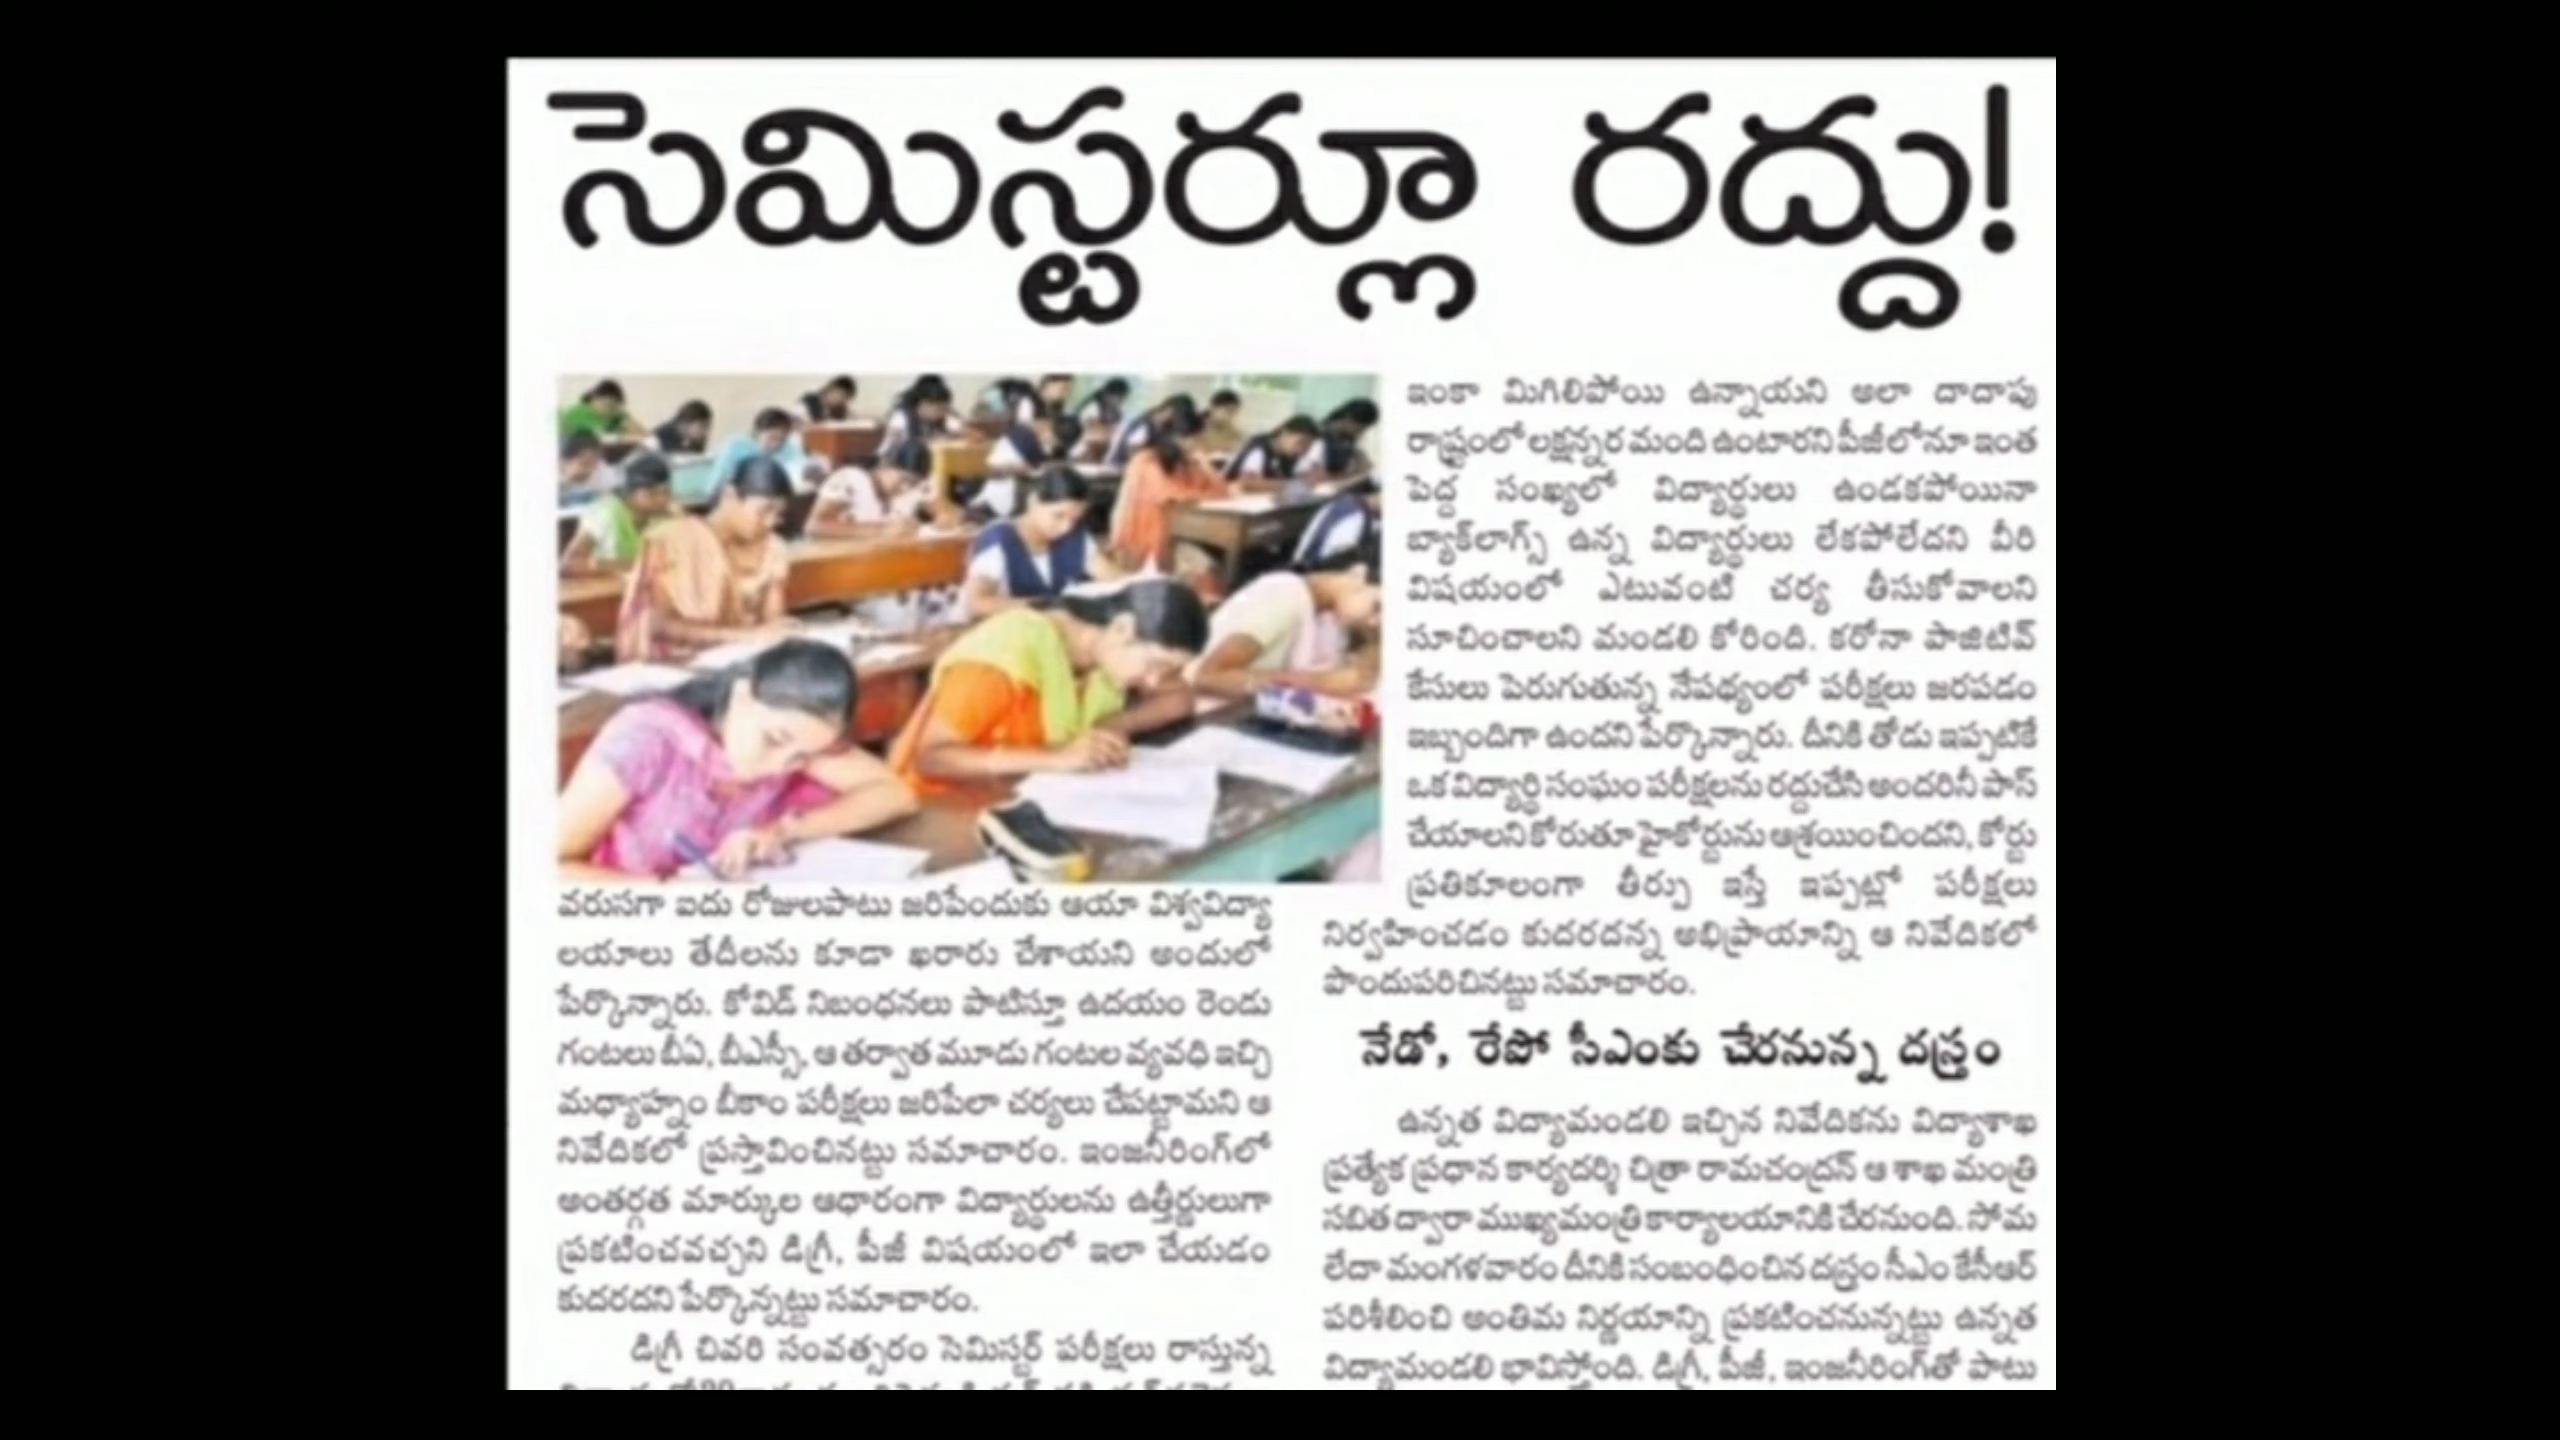 సెమిస్టర్లూ రద్దు!
వరుసగా ఐదు రోజులపాటు జరిపేందుకు ఆయా విశ్వవిద్యా
లయాలు తేదీలను కూడా ఖరారు చేశాయని అందులో
పేర్కొన్నారు. కోవిడ్ నిబంధనలు పాటిస్తూ ఉదయం రెండు
గంటలు బీఏ, బీఎస్సీ, ఆ తర్వాత మూడు గంటల వ్యవధి ఇచ్చి
మధ్యాహ్నం బీకాం పరీక్షలు జరిపేలా చర్యలు చేపట్టామని ఆ
నివేదికలో ప్రస్తావించినట్టు సమాచారం. ఇంజనీరింగ్‌లో
అంతర్గత మార్కుల ఆధారంగా విద్యార్థులను ఉత్తీర్ణులుగా
ప్రకటించవచ్చని డిగ్రీ, పీజీ విషయంలో ఇలా చేయడం
కుదరదని పేర్కొన్నట్టు సమాచారం.
డిగ్రీ చివరి సంవత్సరం సెమిస్టర్ పరీక్షలు రాస్తున్న
ఇంకా మిగిలిపోయి ఉన్నాయని అలా దాదాపు
రాష్ట్రంలో లక్షన్నర మంది ఉంటారని పీజీలోనూ ఇంత
పెద్ద సంఖ్యలో విద్యార్థులు ఉండకపోయినా
బ్యాక్‌లాగ్స్ ఉన్న విద్యార్థులు లేకపోలేదని వీరి
విషయంలో ఎటువంటి చర్య తీసుకోవాలని
సూచించాలని మండలి కోరింది. కరోనా పాజిటివ్
కేసులు పెరుగుతున్న నేపథ్యంలో పరీక్షలు జరపడం
ఇబ్బందిగా ఉందని పేర్కొన్నారు. దీనికి తోడు ఇప్పటికే
ఒక విద్యార్థి సంఘం పరీక్షలను రద్దుచేసి అందరినీ పాస్
చేయాలని కోరుతూ హైకోర్టును ఆశ్రయించిందని, కోర్టు
ప్రతికూలంగా తీర్పు ఇస్తే ఇప్పట్లో పరీక్షలు
నిర్వహించడం కుదరదన్న అభిప్రాయాన్ని ఆ నివేదికలో
పొందుపరిచినట్టు సమాచారం.
నేడో, రేపో సీఎంకు చేరనున్న దస్త్రం
ఉన్నత విద్యామండలి ఇచ్చిన నివేదికను విద్యాశాఖ
ప్రత్యేక ప్రధాన కార్యదర్శి చిత్రా రామచంద్రన్ ఆ శాఖ మంత్రి
సబిత ద్వారా ముఖ్యమంత్రి కార్యాలయానికి చేరనుంది. సోమ
లేదా మంగళవారం దీనికి సంబంధించిన దస్త్రం సీఎం కేసీఆర్
పరిశీలించి అంతిమ నిర్ణయాన్ని ప్రకటించనున్నట్టు ఉన్నత
విద్యామండలి భావిస్తోంది. డిగ్రీ, పీజీ, ఇంజనీరింగ్‌తో పాటు